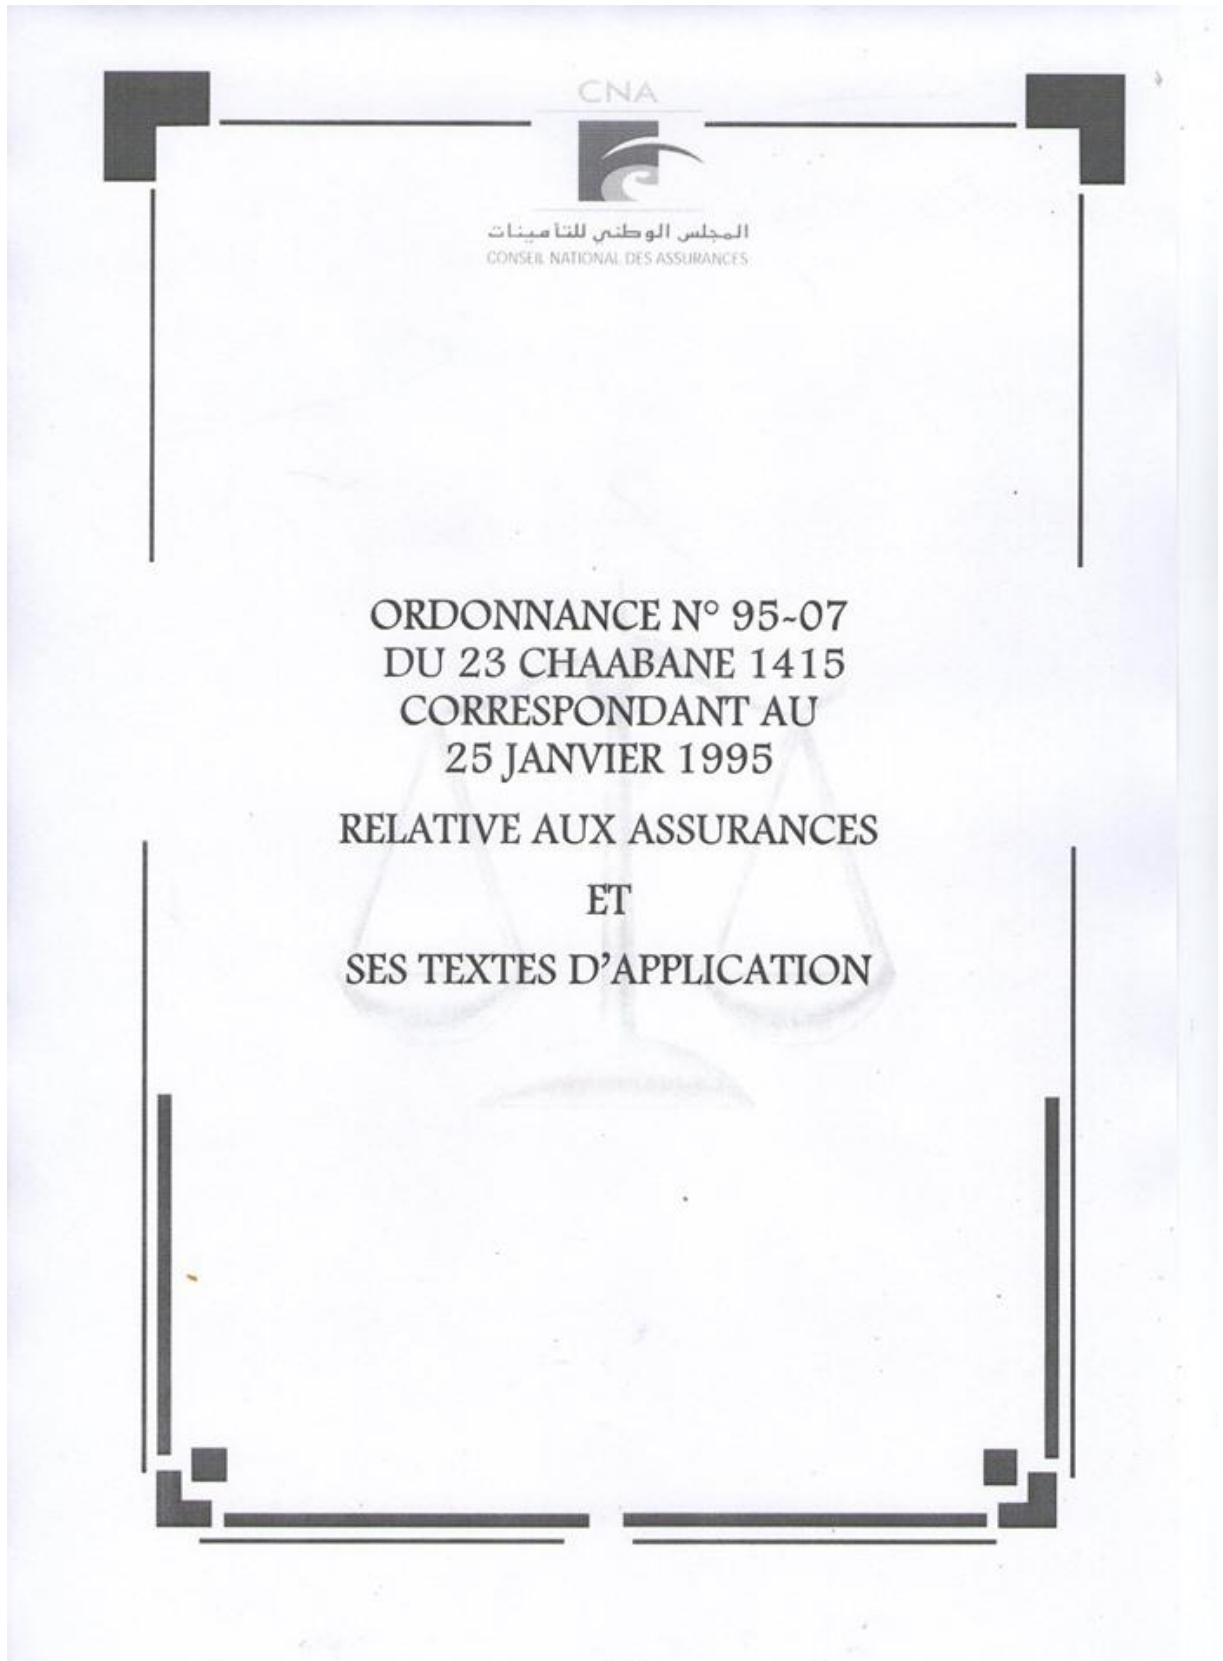 CNA
المجلس الوطني للتأمينات
CONSEIL NATIONAL DES ASSURANCES
ORDONNANCE N° 95-07
DU 23 CHAABANE 1415
CORRESPONDANT AU
25 JANVIER 1995
RELATIVE AUX ASSURANCES
ET
SES TEXTES D'APPLICATION